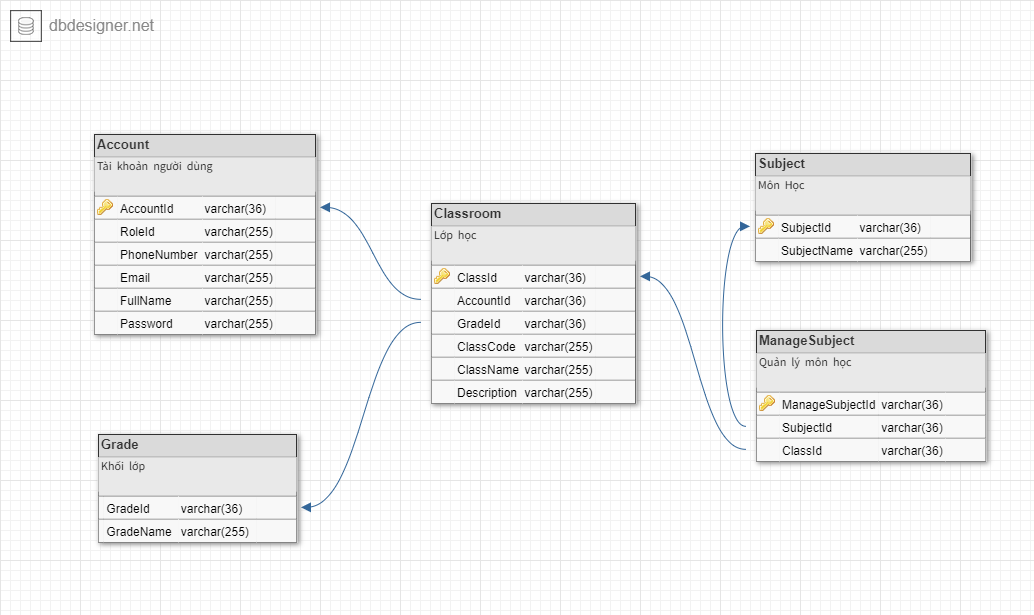 dbdesigner.net
Account
Tài khoản người dùng
AccountId varchar(36)
RoleId varchar(255)
PhoneNumber varchar(255)
Email varchar(255)
FullName varchar(255)
Password varchar(255)
Classroom
Lớp học
ClassId varchar(36)
AccountId varchar(36)
GradeId varchar(36)
ClassCode varchar(255)
ClassName varchar(255)
Description varchar(255)
Subject
Môn Học
SubjectId varchar(36)
SubjectName varchar(255)
ManageSubject
Quản lý môn học
ManageSubjectId varchar(36)
SubjectId varchar(36)
ClassId varchar(36)
Grade
Khối lớp
GradeId varchar(36)
GradeName varchar(255)